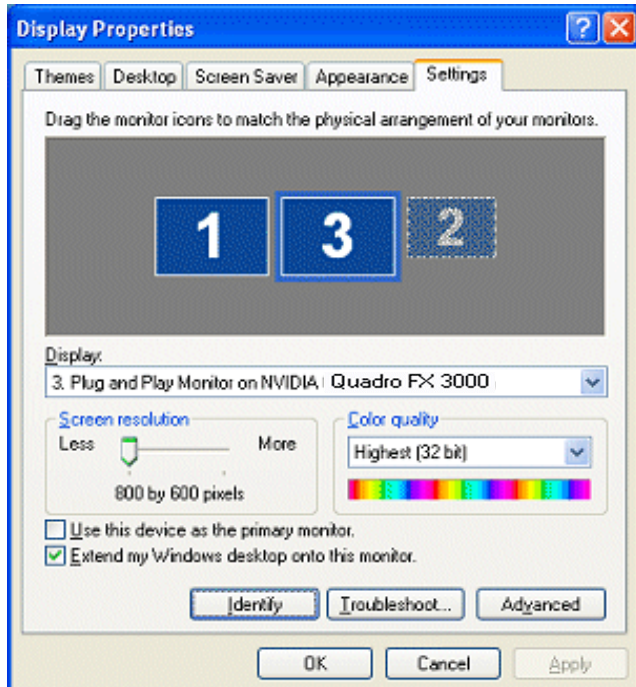 Display Properties
Themes Desktop Screen Saver Appearance Settings
Drag the monitor icons to match the physical arrangement of your monitors.
1 3 2
Display:
3. Plug and Play Monitor on NVIDIA Quadro FX 3000
Screen resolution
Less More
800 by 600 pixels
Color quality
Highest (32 bit)
Use this device as the primary monitor.
Extend my Windows desktop onto this monitor.
Identify Troubleshoot... Advanced
OK Cancel Apply